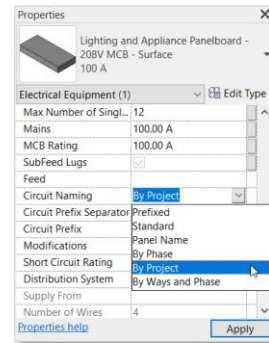 Properties X
Lighting and Appliance Panelboard -
208V MCB - Surface
100 A
Electrical Equipment (1) Edit Type
Max Number of Singl... 12
Mains 100.00 A
MCB Rating 100.00 A
SubFeed Lugs
Feed
Circuit Naming By Project
Circuit Prefix Separator Prefixed
Circuit Prefix Standard
Panel Name
Modifications By Phase
Short Circuit Rating By Project
Distribution System By Ways and Phase
Supply From
Number of Wires 4
Properties help Apply